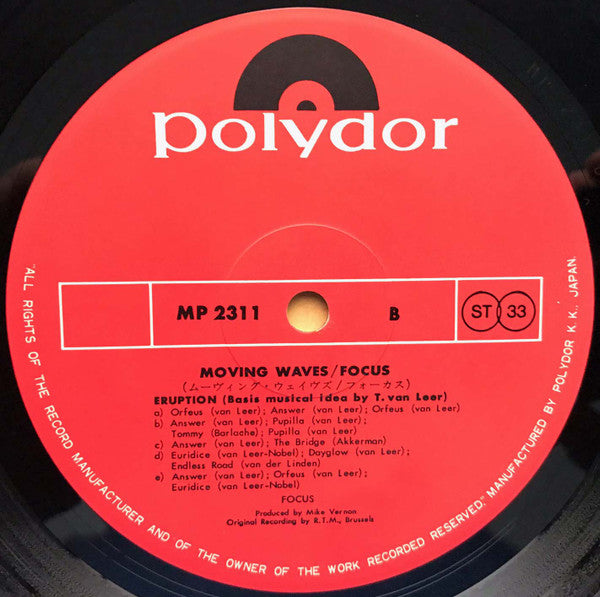 polydor
MP 2311
B
ST 33
MOVING WAVES/FOCUS
(ムーヴィング・ウェイヴズ/フォーカス)
ERUPTION (Basis musical idea by T. van Leer)
a) Orfeus (van Leer); Answer (van Leer); Orfeus (van Leer)
b) Answer (van Leer); Pupilla (van Leer);
Tommy (Barlache); Pupilla (van Leer)
c) Answer (van Leer); The Bridge (Akkerman)
d) Euridice (van Leer-Nobel); Dayglow (van Leer);
Endless Road (van der Linden)
e) Answer (van Leer); Orfeus (van Leer);
Euridice (van Leer-Nobel)
FOCUS
Produced by Mike Vernon
Original Recording by R.T.M., Brussels
"ALL RIGHTS OF THE RECORD MANUFACTURER AND OF THE OWNER OF THE WORK RECORDED RESERVED." MANUFACTURED BY POLYDOR K.K., JAPAN.